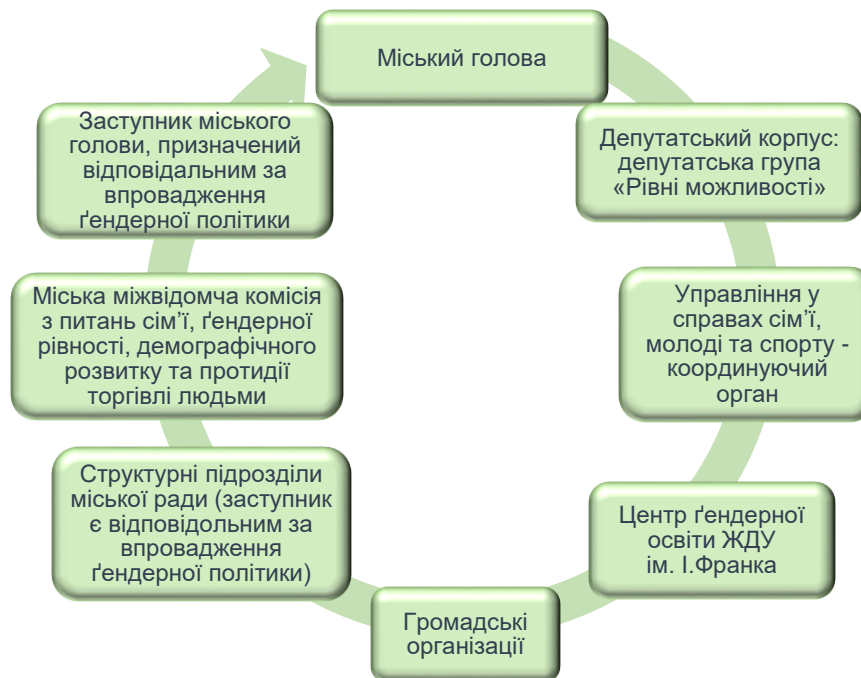 Міський голова
Депутатський корпус:
депутатська група
«Рівні можливості»
Управління у
справах сім’ї,
молоді та спорту -
координуючий
орган
Центр ґендерної
освіти ЖДУ
ім. І.Франка
Громадські
організації
Структурні підрозділи
міської ради (заступник
є відповідольним за
впровадження
ґендерної політики)
Міська міжвідомча комісія
з питань сім’ї, ґендерної
рівності, демографічного
розвитку та протидії
торгівлі людьми
Заступник міського
голови, призначений
відповідальним за
впровадження
ґендерної політики